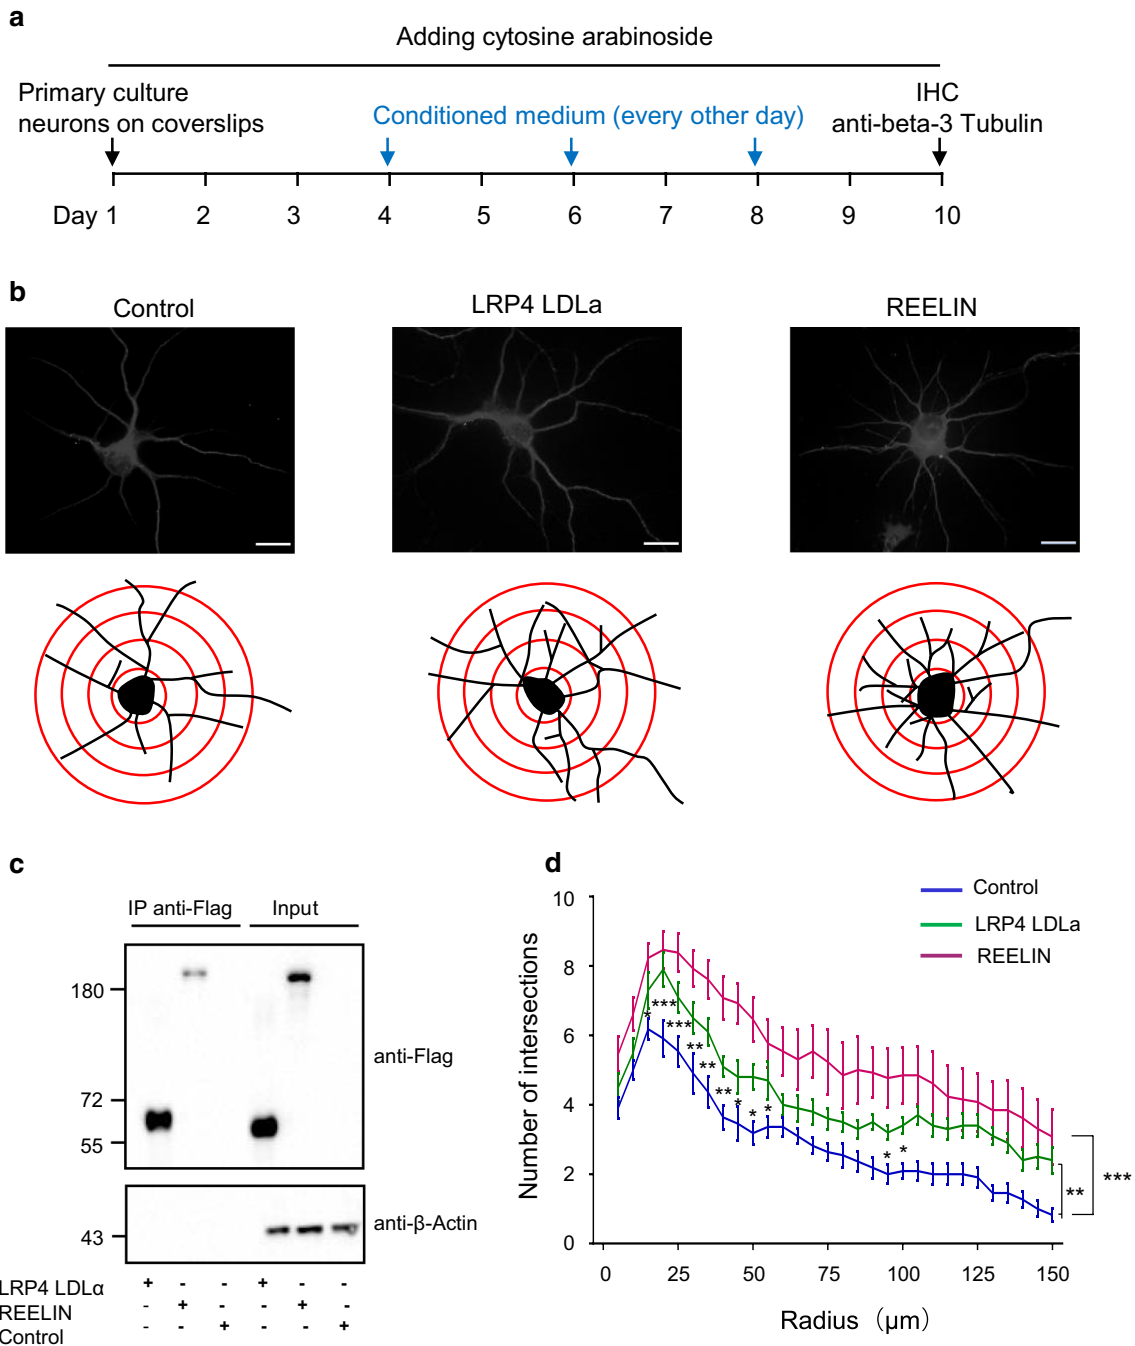 a
Adding cytosine arabinoside
Primary culture
neurons on coverslips
Conditioned medium (every other day)
IHC
anti-beta-3 Tubulin
Day 1 2 3 4 5 6 7 8 9 10
b
Control
LRP4 LDLa
REELIN
c
IP anti-Flag Input
180
72
55
anti-Flag
43
anti-β-Actin
LRP4 LDLα + - - + - -
REELIN - + - - + -
Control - - + - - +
d
Control
LRP4 LDLa
REELIN
Number of intersections
10
8
6
4
2
0
* *** *** ** ** ** * * * * *
** ***
0 25 50 75 100 125 150
Radius (μm)